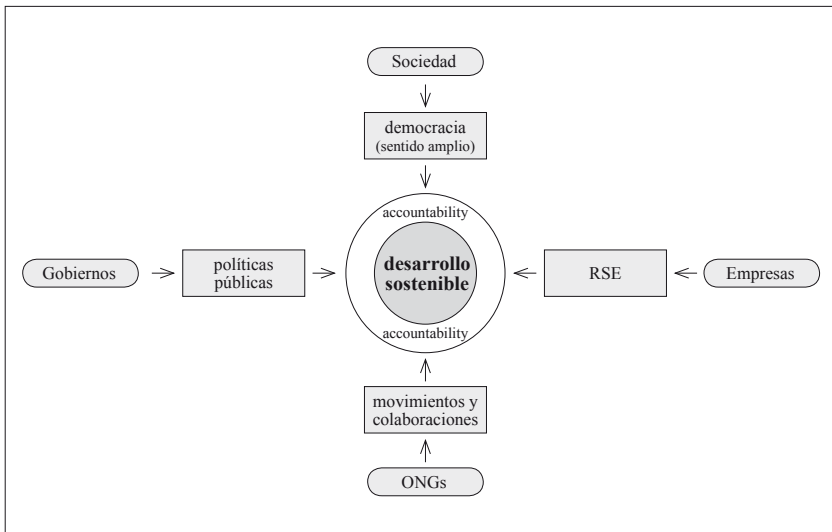 Sociedad
democracia
(sentido amplio)
accountability
Gobiernos
políticas
públicas
desarrollo
sostenible
RSE
Empresas
accountability
movimientos y
colaboraciones
ONGs